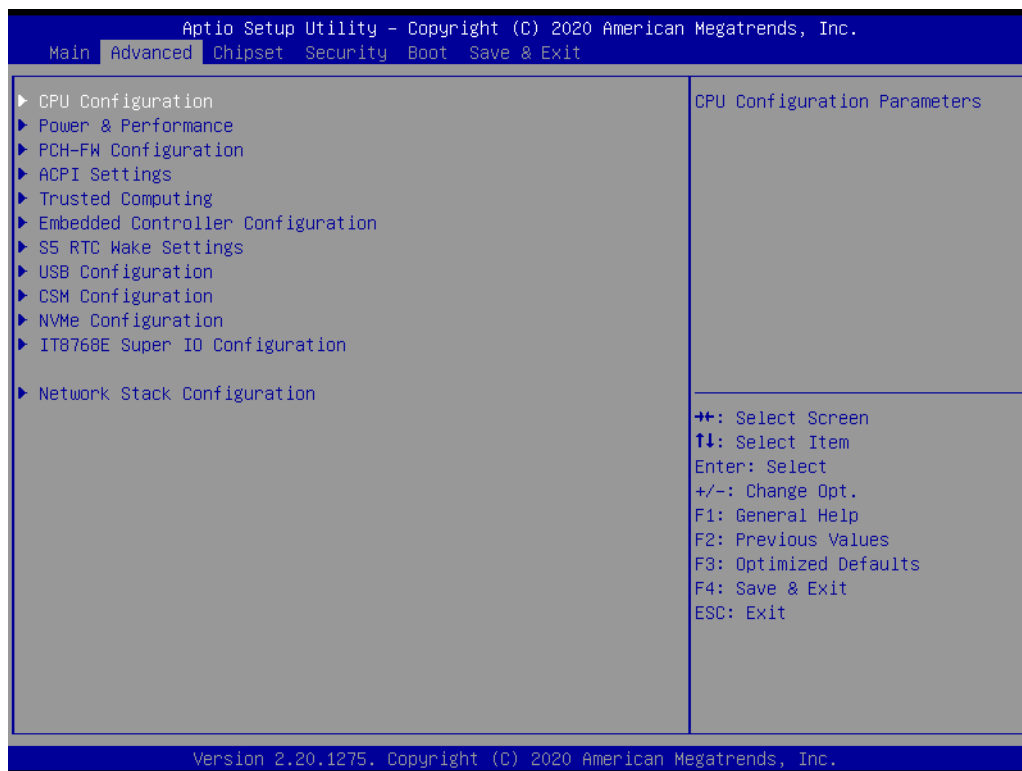 Aptio Setup Utility – Copyright (C) 2020 American Megatrends, Inc.
Main Advanced Chipset Security Boot Save & Exit
CPU Configuration
Power & Performance
PCH-FW Configuration
ACPI Settings
Trusted Computing
Embedded Controller Configuration
S5 RTC Wake Settings
USB Configuration
CSM Configuration
NVMe Configuration
IT8768E Super IO Configuration
Network Stack Configuration
CPU Configuration Parameters
→←: Select Screen
↑↓: Select Item
Enter: Select
+/-: Change Opt.
F1: General Help
F2: Previous Values
F3: Optimized Defaults
F4: Save & Exit
ESC: Exit
Version 2.20.1275. Copyright (C) 2020 American Megatrends, Inc.